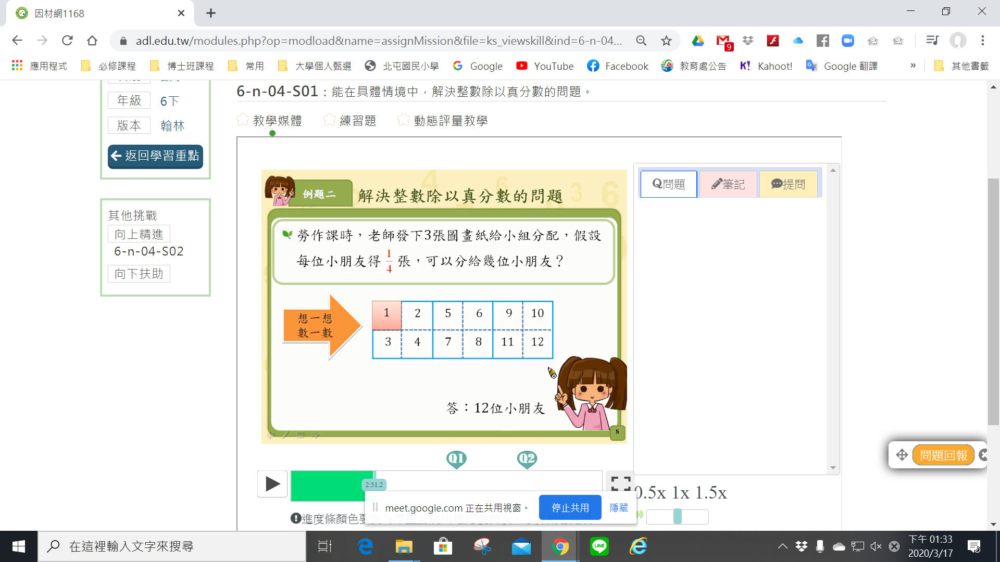 因材網1168
adl.edu.tw/modules.php?op=modload&name=assignMission&file=ks_viewskill&ind=6-n-04...
9
應用程式 必修課程 博士班課程 常用 大學個人甄選 北屯國民小學 Google YouTube Facebook 教育處公告 Kahoot! Google 翻譯 » 其他書籤
年級 6下
版本 翰林
返回學習重點
其他挑戰
向上精進
6-n-04-S02
向下扶助
6-n-04-S01：能在具體情境中，解決整數除以真分數的問題。
教學媒體 練習題 動態評量教學
例題二 解決整數除以真分數的問題
勞作課時，老師發下3張圖畫紙給小組分配，假設
每位小朋友得 1/4 張，可以分給幾位小朋友？
想一想
數一數
1 2 5 6 9 10
3 4 7 8 11 12
答：12位小朋友
5
Q問題 筆記 提問
Q1 Q2
2:51.2
0.5x 1x 1.5x
meet.google.com 正在共用視窗。 停止共用 隱藏
進度條顏色要
問題回報
在這裡輸入文字來搜尋
LINE
下午 01:33
2020/3/17